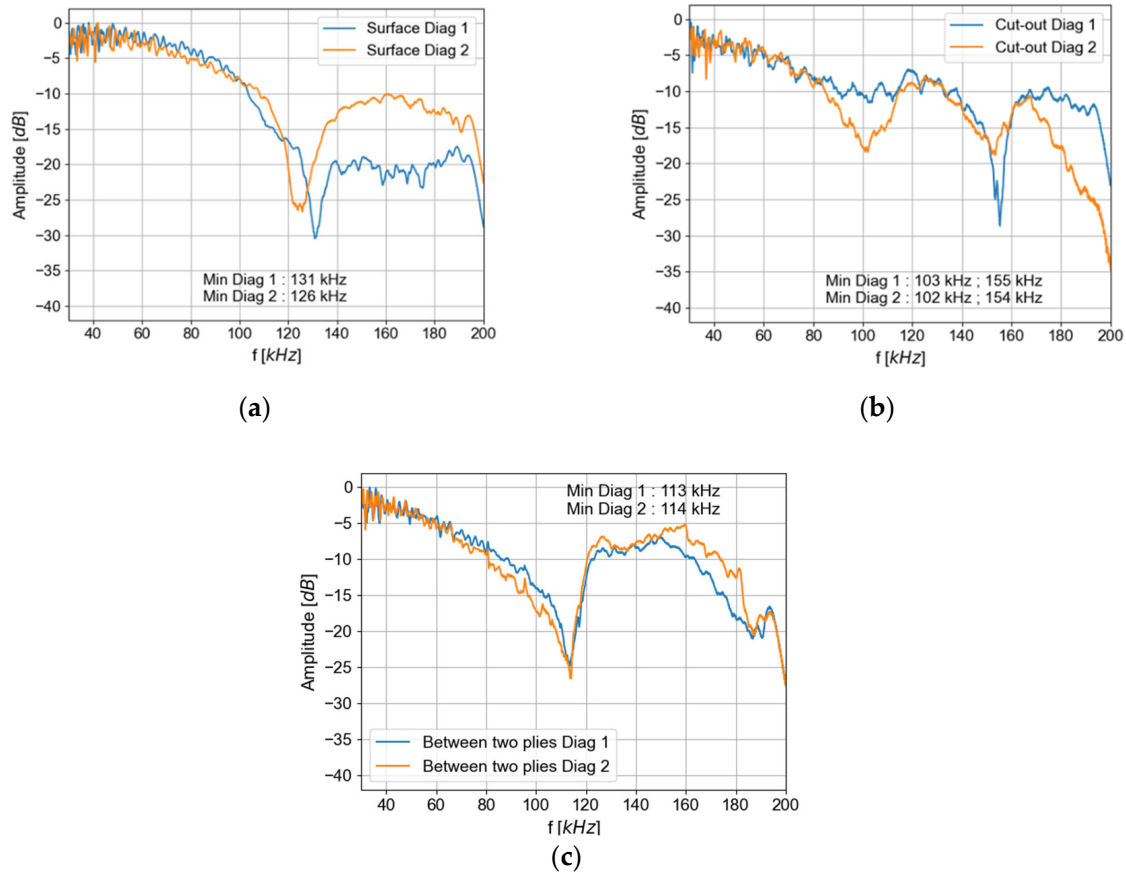 Surface Diag 1
Surface Diag 2
0
−5
−10
−15
−20
−25
−30
−35
−40
Amplitude [dB]
Min Diag 1 : 131 kHz
Min Diag 2 : 126 kHz
40 60 80 100 120 140 160 180 200
f [kHz]
(a)
Cut-out Diag 1
Cut-out Diag 2
0
−5
−10
−15
−20
−25
−30
−35
−40
Amplitude [dB]
Min Diag 1 : 103 kHz ; 155 kHz
Min Diag 2 : 102 kHz ; 154 kHz
40 60 80 100 120 140 160 180 200
f [kHz]
(b)
Min Diag 1 : 113 kHz
Min Diag 2 : 114 kHz
0
−5
−10
−15
−20
−25
−30
−35
−40
Amplitude [dB]
Between two plies Diag 1
Between two plies Diag 2
40 60 80 100 120 140 160 180 200
f [kHz]
(c)